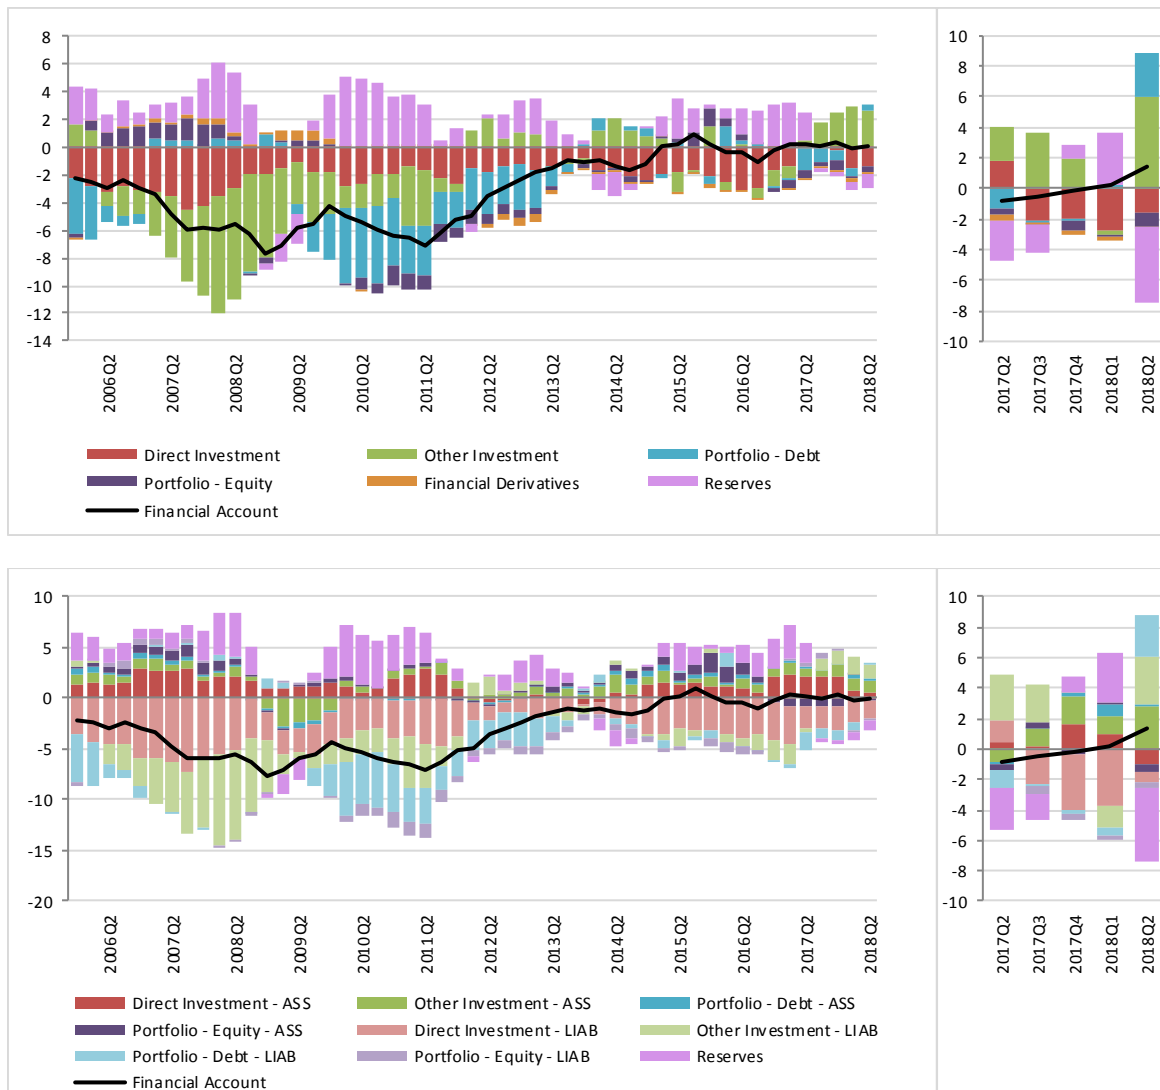 8
6
4
2
0
-2
-4
-6
-8
-10
-12
-14
2006Q2
2007Q2
2008Q2
2009Q2
2010Q2
2011Q2
2012Q2
2013Q2
2014Q2
2015Q2
2016Q2
2017Q2
2018Q2
Direct Investment
Other Investment
Portfolio - Debt
Portfolio - Equity
Financial Derivatives
Reserves
Financial Account
10
8
6
4
2
0
-2
-4
-6
-8
-10
2017Q2
2017Q3
2017Q4
2018Q1
2018Q2
10
5
0
-5
-10
-15
-20
2006Q2
2007Q2
2008Q2
2009Q2
2010Q2
2011Q2
2012Q2
2013Q2
2014Q2
2015Q2
2016Q2
2017Q2
2018Q2
Direct Investment - ASS
Other Investment - ASS
Portfolio - Debt - ASS
Portfolio - Equity - ASS
Direct Investment - LIAB
Other Investment - LIAB
Portfolio - Debt - LIAB
Portfolio - Equity - LIAB
Reserves
Financial Account
10
8
6
4
2
0
-2
-4
-6
-8
-10
2017Q2
2017Q3
2017Q4
2018Q1
2018Q2